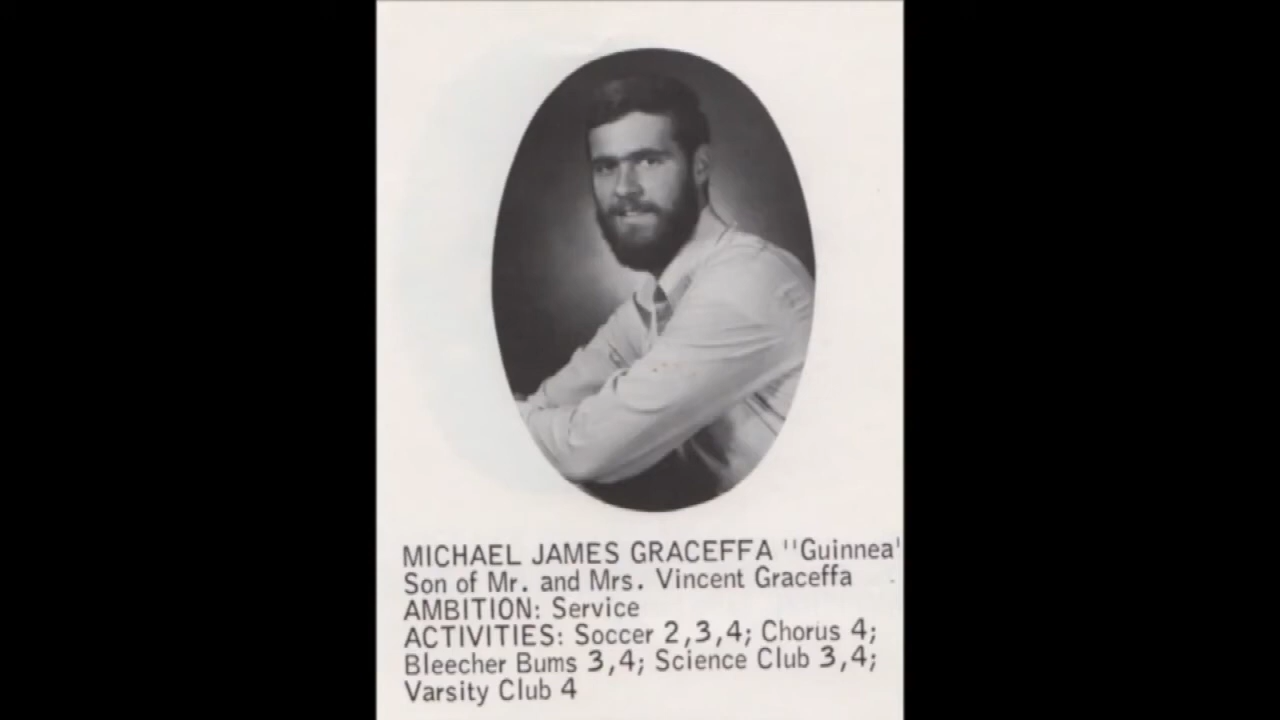 MICHAEL JAMES GRACEFFA "Guinnea'
Son of Mr. and Mrs. Vincent Graceffa
AMBITION: Service
ACTIVITIES: Soccer 2,3,4; Chorus 4;
Bleecher Bums 3,4; Science Club 3,4;
Varsity Club 4